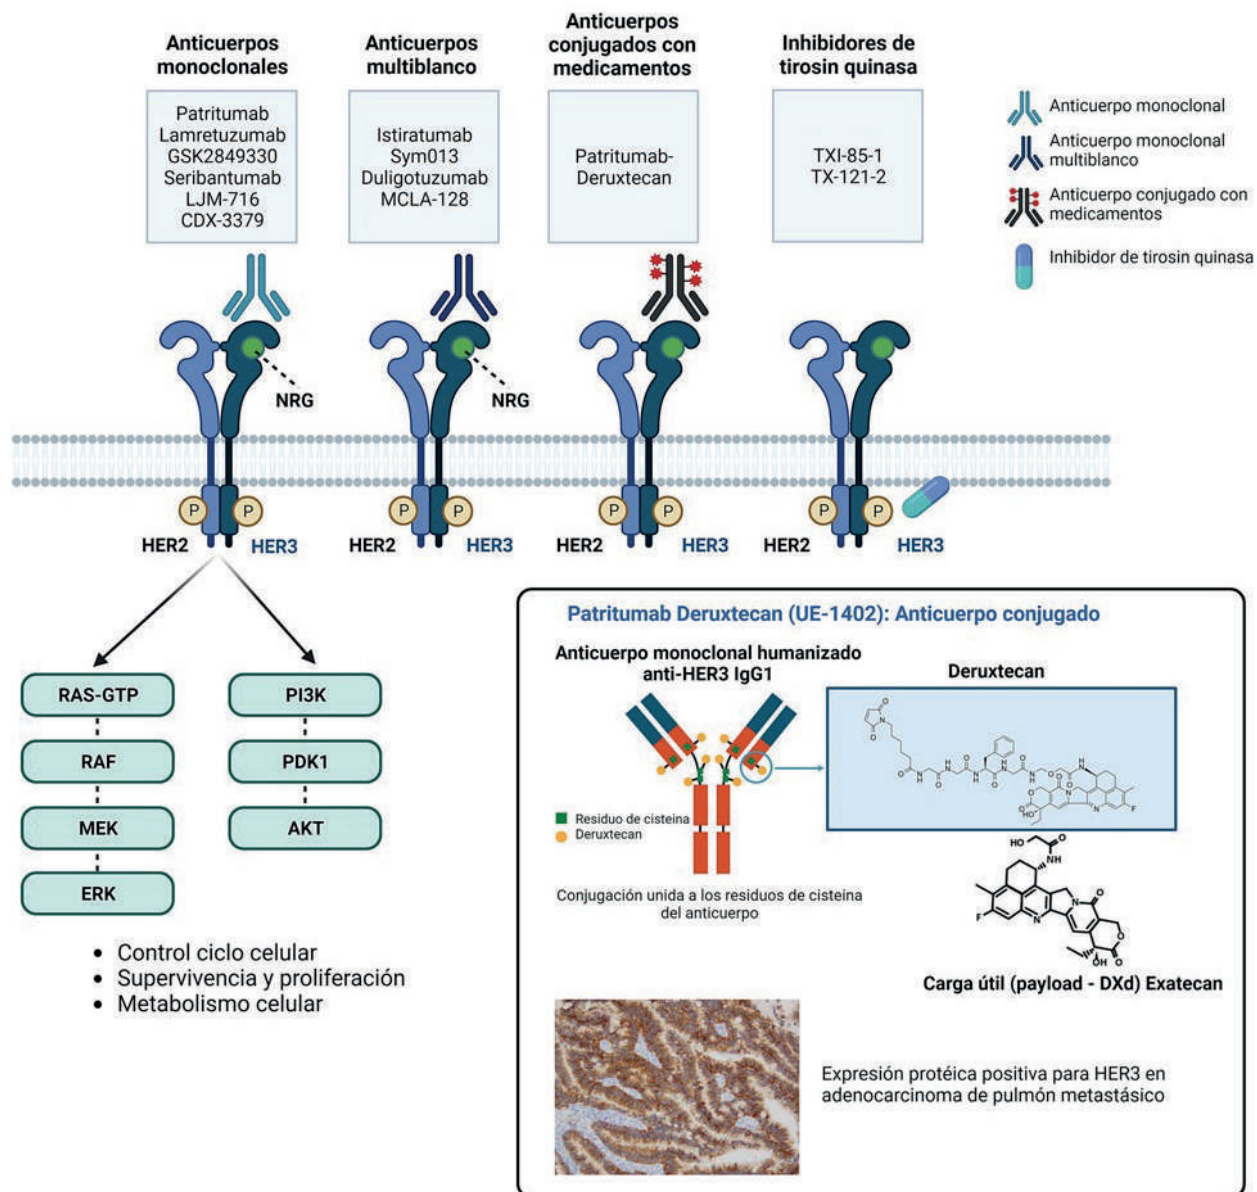 Anticuerpos
monoclonales
Patritumab
Lamretuzumab
GSK2849330
Seribantumab
LJM-716
CDX-3379
Anticuerpos
multiblanco
Istiratumab
Sym013
Duligotuzumab
MCLA-128
Anticuerpos
conjugados con
medicamentos
Patritumab-
Deruxtecan
Inhibidores de
tirosin quinasa
TXI-85-1
TX-121-2
Anticuerpo monoclonal
Anticuerpo monoclonal
multiblanco
Anticuerpo conjugado con
medicamentos
Inhibidor de tirosin quinasa
NRG
NRG
P
P
P
P
P
P
P
P
HER2
HER3
HER2
HER3
HER2
HER3
HER2
HER3
RAS-GTP
RAF
MEK
ERK
PI3K
PDK1
AKT
• Control ciclo celular
• Supervivencia y proliferación
• Metabolismo celular
Patritumab Deruxtecan (UE-1402): Anticuerpo conjugado
Anticuerpo monoclonal humanizado
anti-HER3 IgG1
Residuo de cisteina
Deruxtecan
Conjugación unida a los residuos de cisteina
del anticuerpo
Deruxtecan
Carga útil (payload - DXd) Exatecan
Expresión protéica positiva para HER3 en
adenocarcinoma de pulmón metastásico